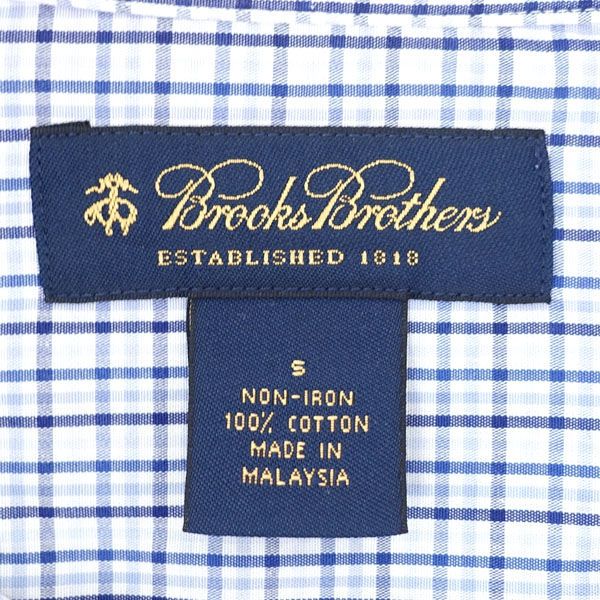 Brooks Brothers
ESTABLISHED 1818
S
NON-IRON
100% COTTON
MADE IN
MALAYSIA